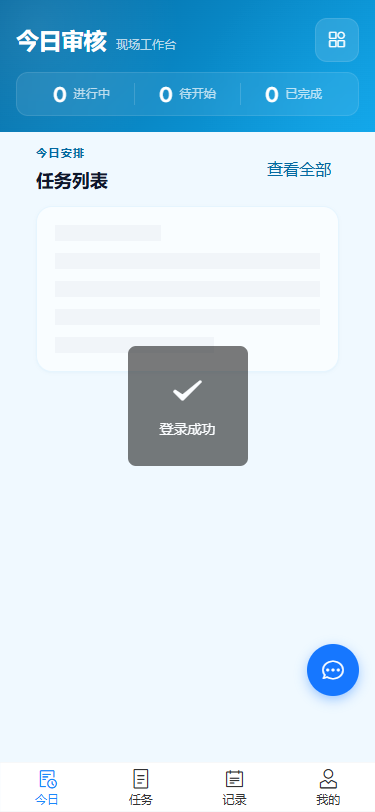 今日审核 现场工作台
0 进行中 0 待开始 0 已完成
今日安排
任务列表
查看全部
登录成功
今日 任务 记录 我的